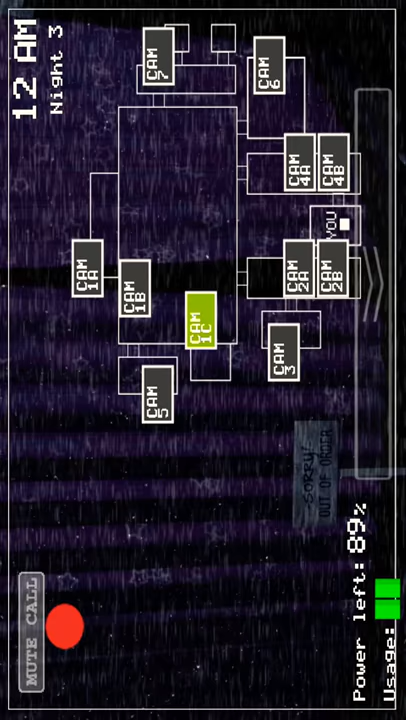 MUTE CALL
12 AM
Night 3
SORRY!
OUT OF ORDER
CAM
1A
CAM
1B
CAM
5
CAM
1C
CAM
7
CAM
3
CAM
2A
CAM
2B
CAM
6
CAM
4A
CAM
4B
YOU
Power left: 89%
Usage: